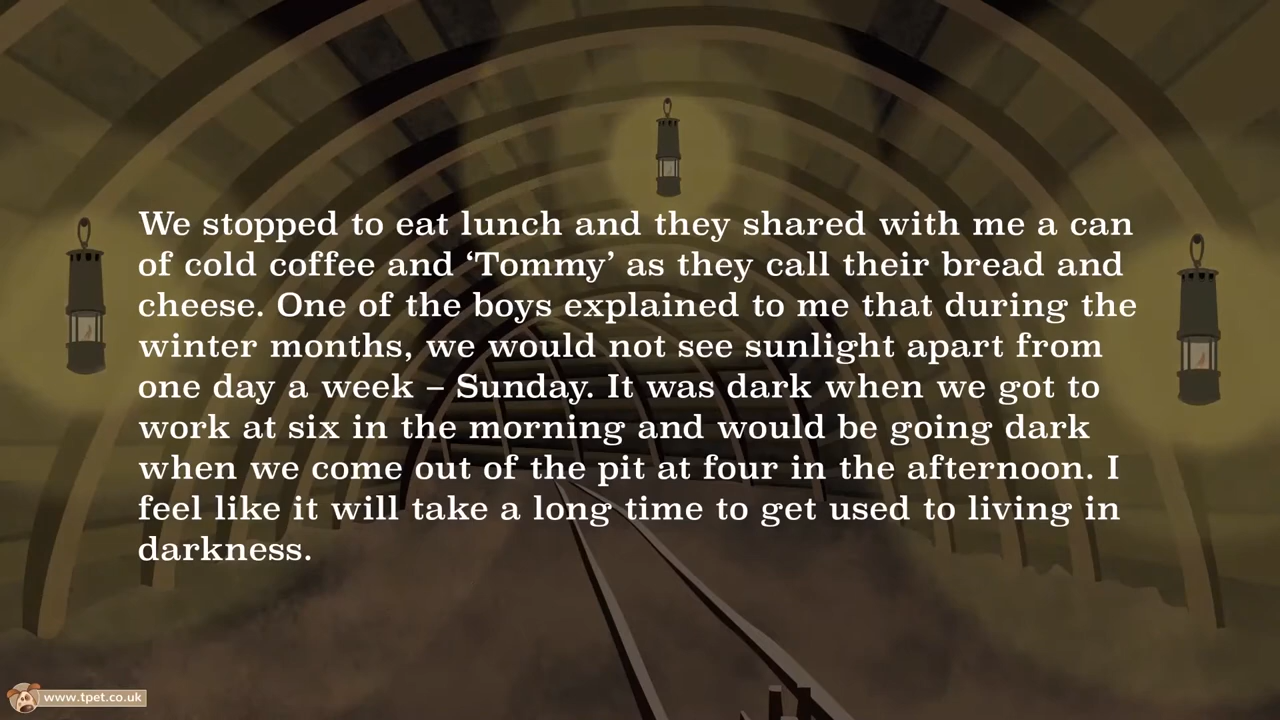 We stopped to eat lunch and they shared with me a can
of cold coffee and ‘Tommy’ as they call their bread and
cheese. One of the boys explained to me that during the
winter months, we would not see sunlight apart from
one day a week – Sunday. It was dark when we got to
work at six in the morning and would be going dark
when we come out of the pit at four in the afternoon. I
feel like it will take a long time to get used to living in
darkness.
www.tpet.co.uk